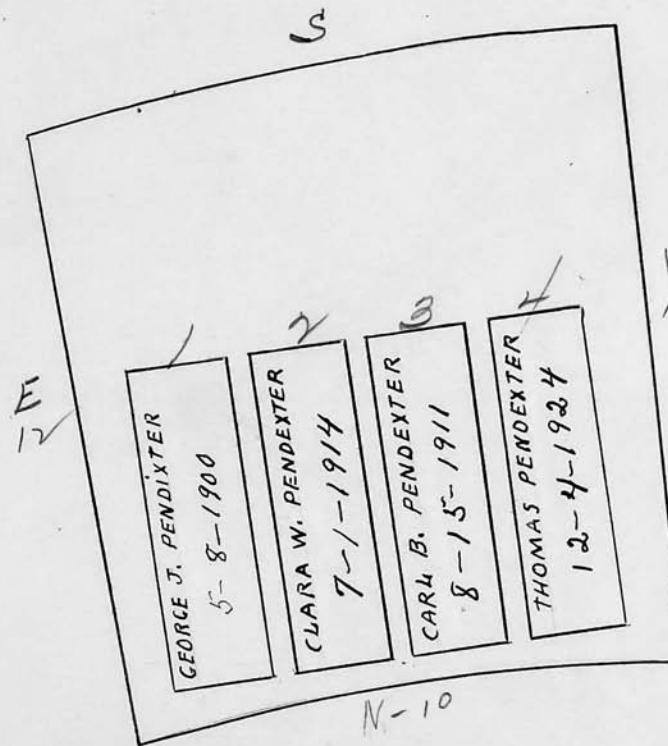 S
E
12
1
GEORGE J. PENDIXTER
5-8-1900
2
CLARA W. PENDEXTER
7-1-1914
3
CARL B. PENDEXTER
8-15-1911
4
THOMAS PENDEXTER
12-4-1924
N-10